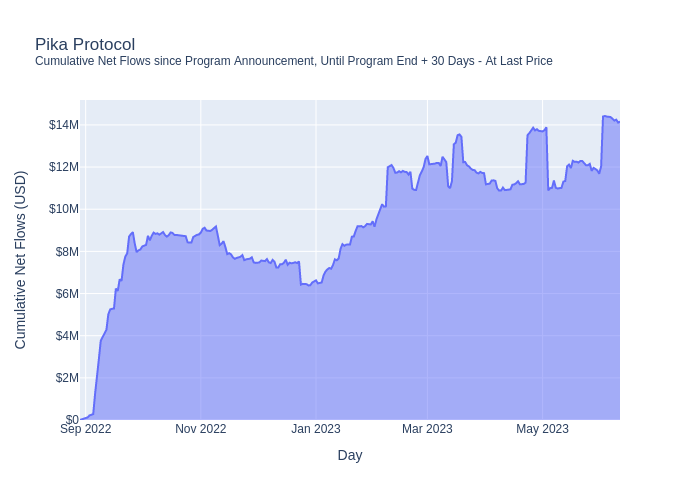 Pika Protocol
Cumulative Net Flows since Program Announcement, Until Program End + 30 Days - At Last Price
Cumulative Net Flows (USD)
$14M
$12M
$10M
$8M
$6M
$4M
$2M
$0
Sep 2022 Nov 2022 Jan 2023 Mar 2023 May 2023
Day